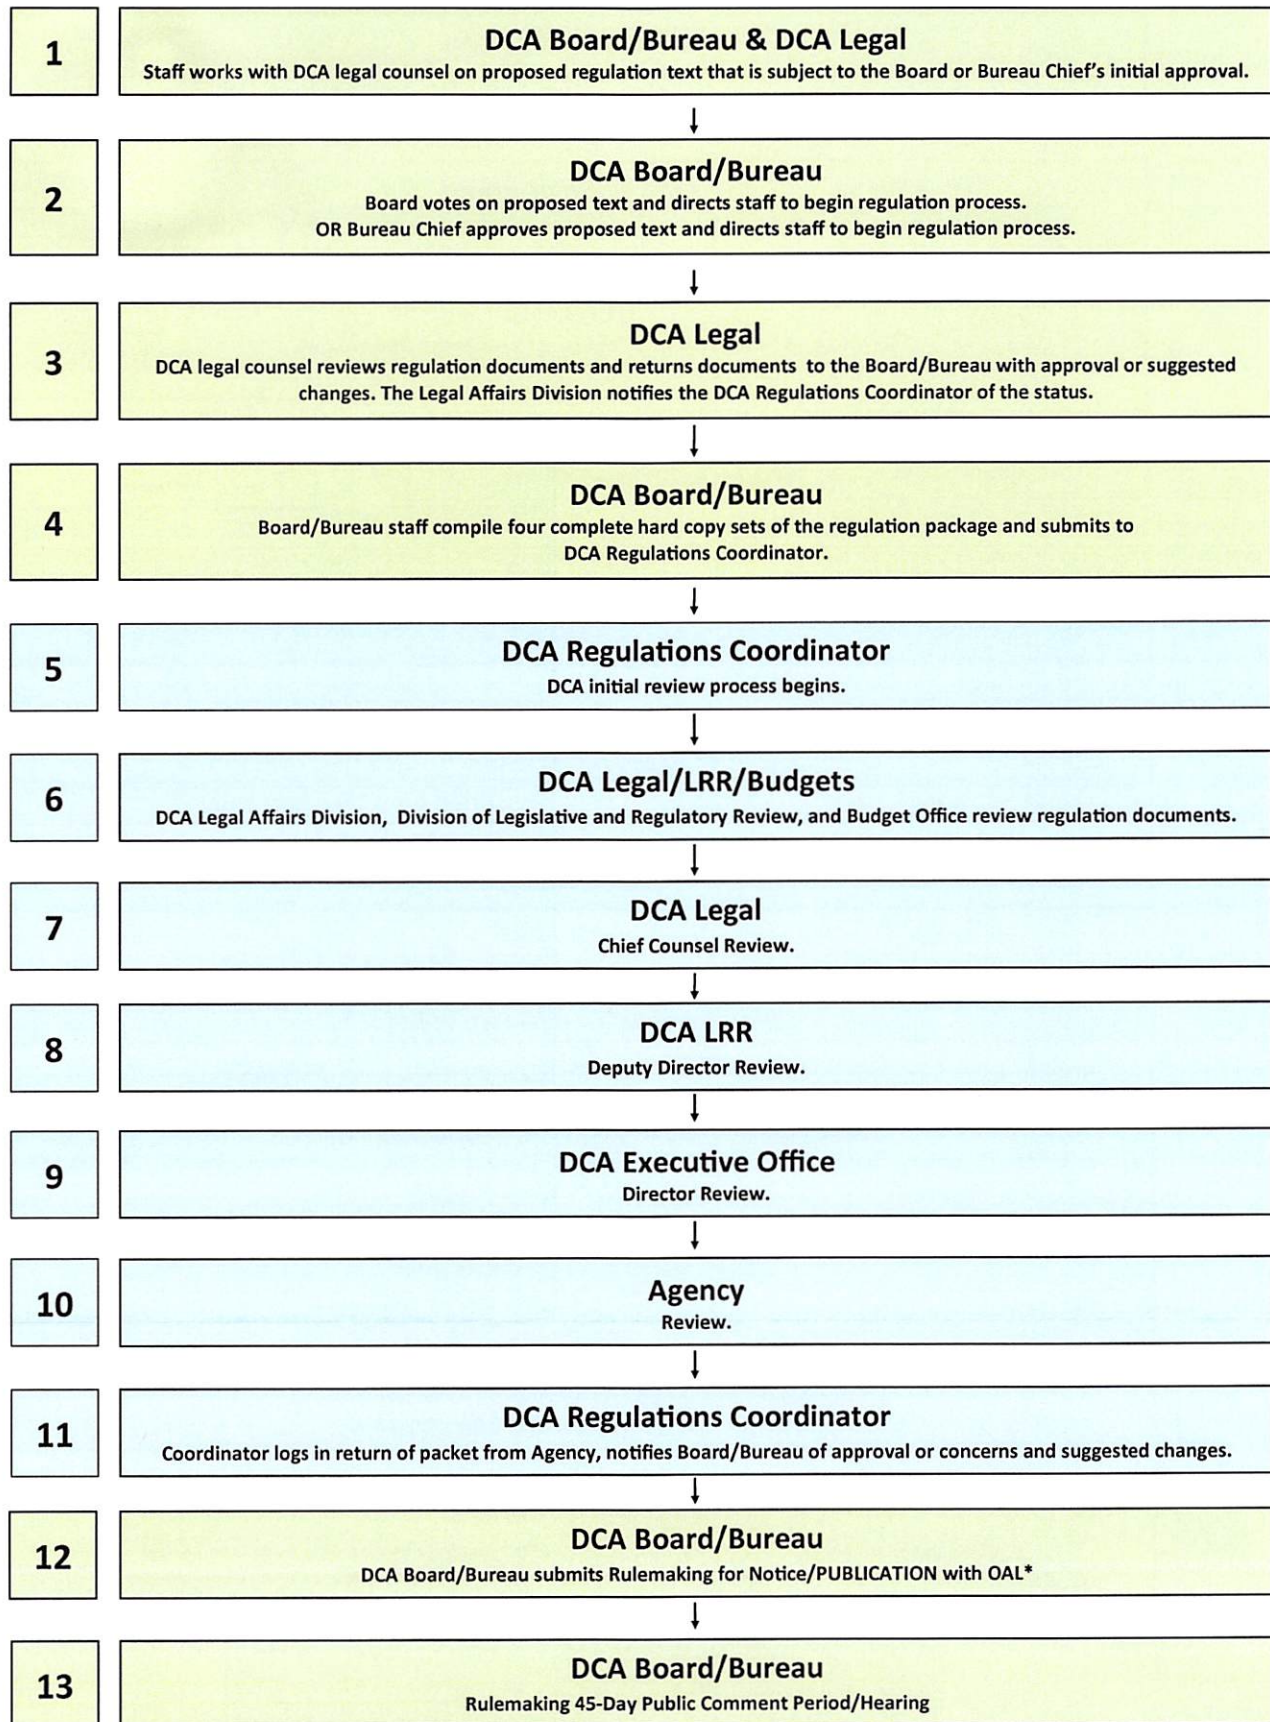 1
DCA Board/Bureau & DCA Legal
Staff works with DCA legal counsel on proposed regulation text that is subject to the Board or Bureau Chief's initial approval.
2
DCA Board/Bureau
Board votes on proposed text and directs staff to begin regulation process.
OR Bureau Chief approves proposed text and directs staff to begin regulation process.
3
DCA Legal
DCA legal counsel reviews regulation documents and returns documents to the Board/Bureau with approval or suggested
changes. The Legal Affairs Division notifies the DCA Regulations Coordinator of the status.
4
DCA Board/Bureau
Board/Bureau staff compile four complete hard copy sets of the regulation package and submits to
DCA Regulations Coordinator.
5
DCA Regulations Coordinator
DCA initial review process begins.
6
DCA Legal/LRR/Budgets
DCA Legal Affairs Division, Division of Legislative and Regulatory Review, and Budget Office review regulation documents.
7
DCA Legal
Chief Counsel Review.
8
DCA LRR
Deputy Director Review.
9
DCA Executive Office
Director Review.
10
Agency
Review.
11
DCA Regulations Coordinator
Coordinator logs in return of packet from Agency, notifies Board/Bureau of approval or concerns and suggested changes.
12
DCA Board/Bureau
DCA Board/Bureau submits Rulemaking for Notice/PUBLICATION with OAL*
13
DCA Board/Bureau
Rulemaking 45-Day Public Comment Period/Hearing